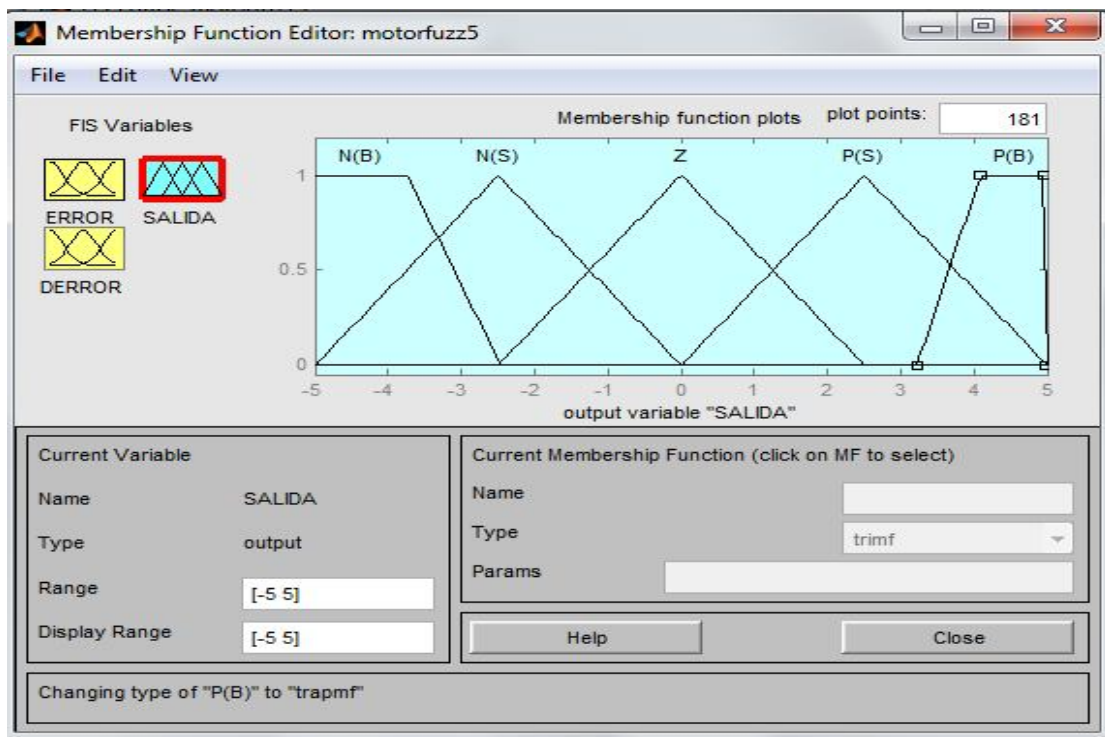 Membership Function Editor: motorfuzz5
File Edit View
FIS Variables
Membership function plots plot points: 181
ERROR SALIDA
DERROR
N(B) N(S) Z P(S) P(B)
1
0.5
0
-5 -4 -3 -2 -1 0 1 2 3 4 5
output variable "SALIDA"
Current Variable
Name SALIDA
Type output
Range [-5 5]
Display Range [-5 5]
Current Membership Function (click on MF to select)
Name
Type trimf
Params
Help Close
Changing type of "P(B)" to "trapmf"